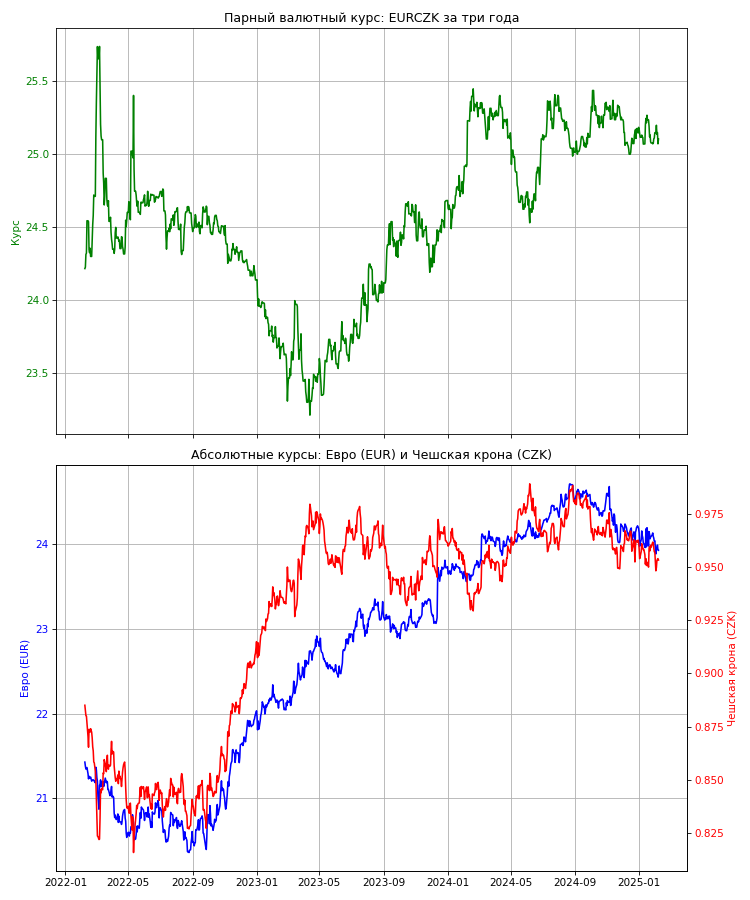 Парный валютный курс: EURCZK за три года
25.5
25.0
24.5
24.0
23.5
Курс
Абсолютные курсы: Евро (EUR) и Чешская крона (CZK)
24
23
22
21
Евро (EUR)
0.975
0.950
0.925
0.900
0.875
0.850
0.825
Чешская крона (CZK)
2022-01 2022-05 2022-09 2023-01 2023-05 2023-09 2024-01 2024-05 2024-09 2025-01